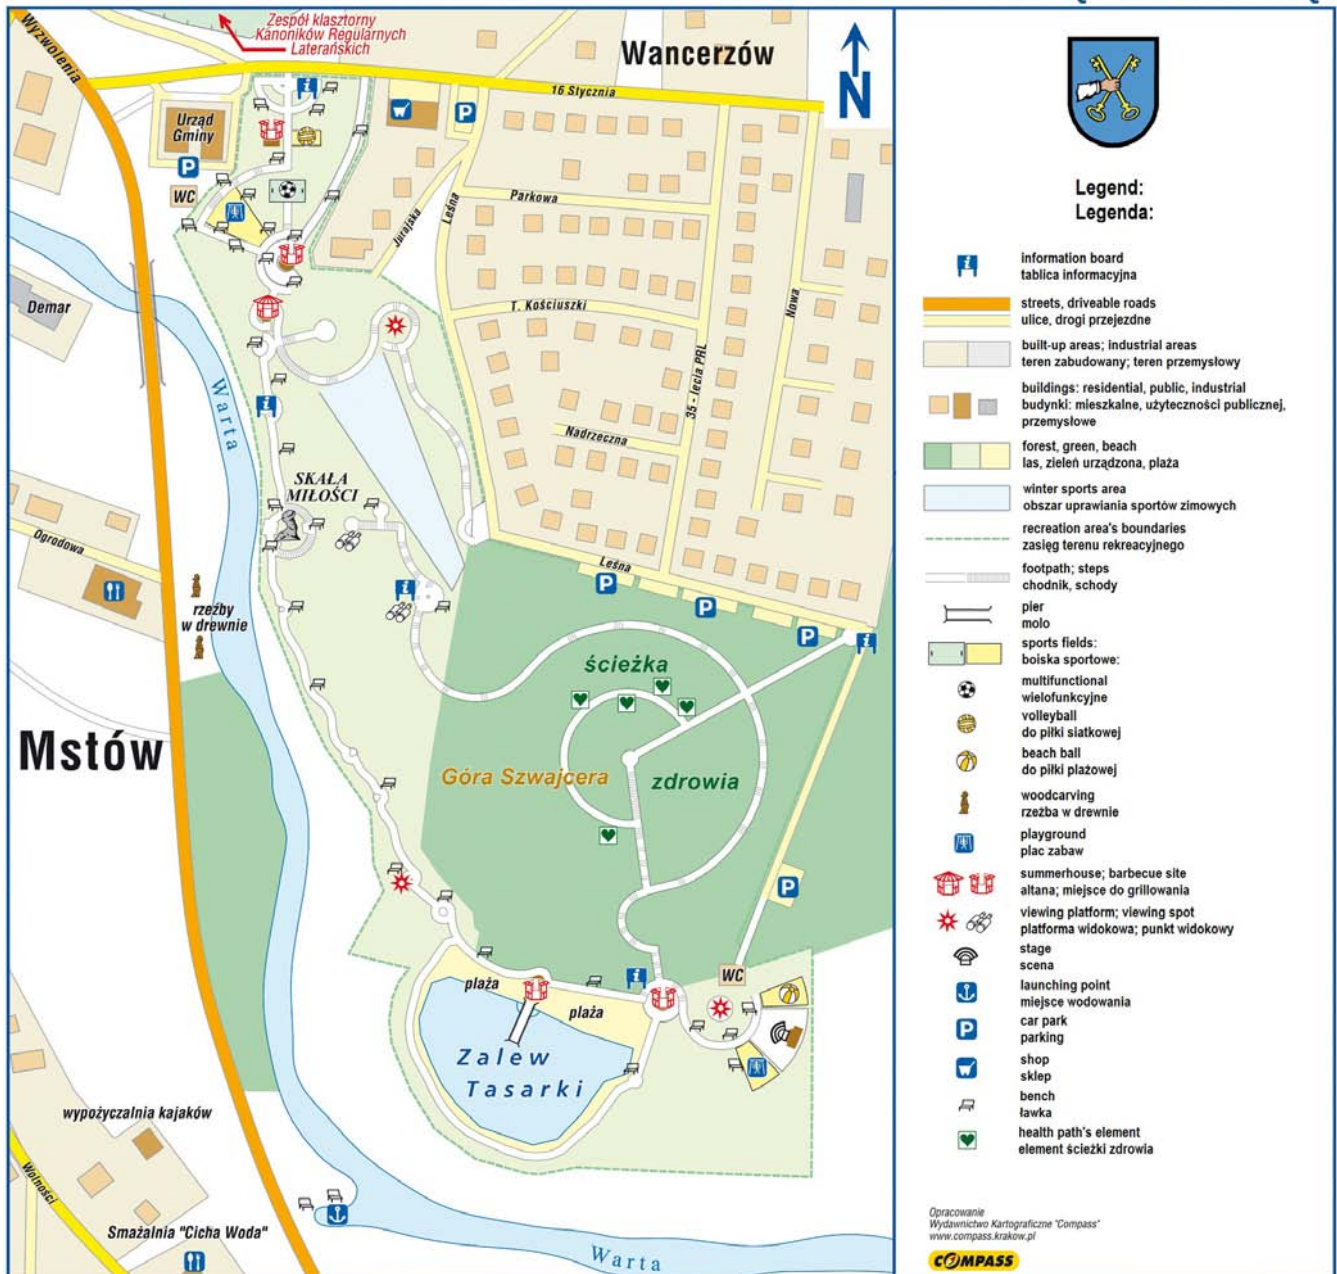 Wyzwolenia
Zespół klasztorny
Kanoników Regularnych
Laterańskich
Wancerzów
N
16 Stycznia
Urząd
Gminy
P
P
WC
Parkowa
Jurajska
Leśna
Demar
T. Kościuszki
Nowa
35 - lecia PRL
Warta
Nadrzeczna
SKAŁA
MIŁOŚCI
Ogrodowa
Leśna
P
P
P
rzeźby
w drewnie
ścieżka
zdrowia
Góra Szwajcera
Mstów
P
WC
plaża
plaża
Zalew
Tasarki
wypożyczalnia kajaków
Wolności
Smażalnia "Cicha Woda"
Warta
Legend:
Legenda:
information board
tablica informacyjna
streets, driveable roads
ulice, drogi przejezdne
built-up areas; industrial areas
teren zabudowany; teren przemysłowy
buildings: residential, public, industrial
budynki: mieszkalne, użyteczności publicznej,
przemysłowe
forest, green, beach
las, zieleń urządzona, plaża
winter sports area
obszar uprawiania sportów zimowych
recreation area's boundaries
zasięg terenu rekreacyjnego
footpath; steps
chodnik, schody
pier
molo
sports fields:
boiska sportowe:
multifunctional
wielofunkcyjne
volleyball
do piłki siatkowej
beach ball
do piłki plażowej
woodcarving
rzeźba w drewnie
playground
plac zabaw
summerhouse; barbecue site
altana; miejsce do grillowania
viewing platform; viewing spot
platforma widokowa; punkt widokowy
stage
scena
launching point
miejsce wodowania
P
car park
parking
shop
sklep
bench
ławka
health path's element
element ścieżki zdrowia
Opracowanie
Wydawnictwo Kartograficzne "Compass"
www.compass.krakow.pl
COMPASS